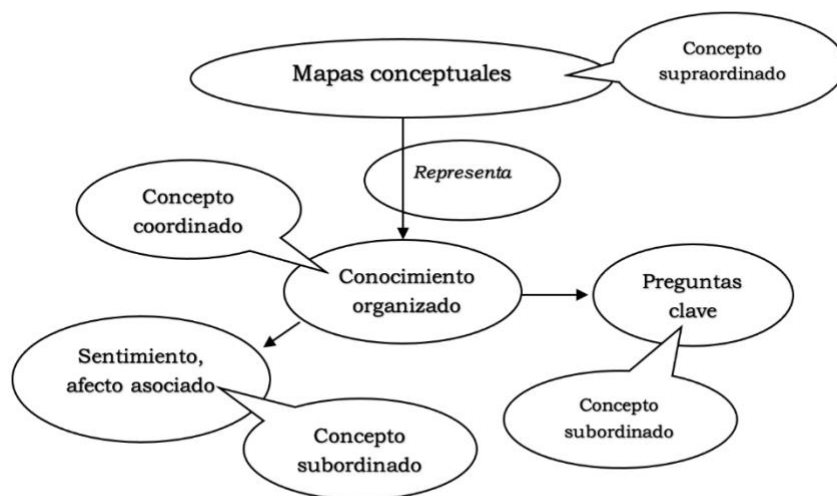 Mapas conceptuales
Concepto
supraordinado
Representa
Concepto
coordinado
Conocimiento
organizado
Preguntas
clave
Sentimiento,
afecto asociado
Concepto
subordinado
Concepto
subordinado